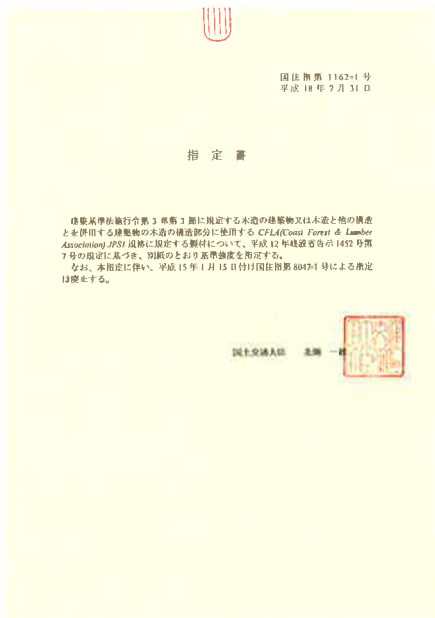 国住指第1162-1号
平成18年7月31日
指定書
建築基準法施行令第3章第3節に規定する木造の建築物又は木造と他の構造
とを併用する建築物の木造の構造部分に使用するCFLA(Coast Forest & Lumber
Association) JPS1 規格に規定する製材について、平成12年建設省告示1452号第
7号の規定に基づき、別紙のとおり基準強度を指定する。
なお、本指定に伴い、平成15年1月15日付け国住指第8047-1号による指定
は廃止する。
国土交通大臣 北側 一雄